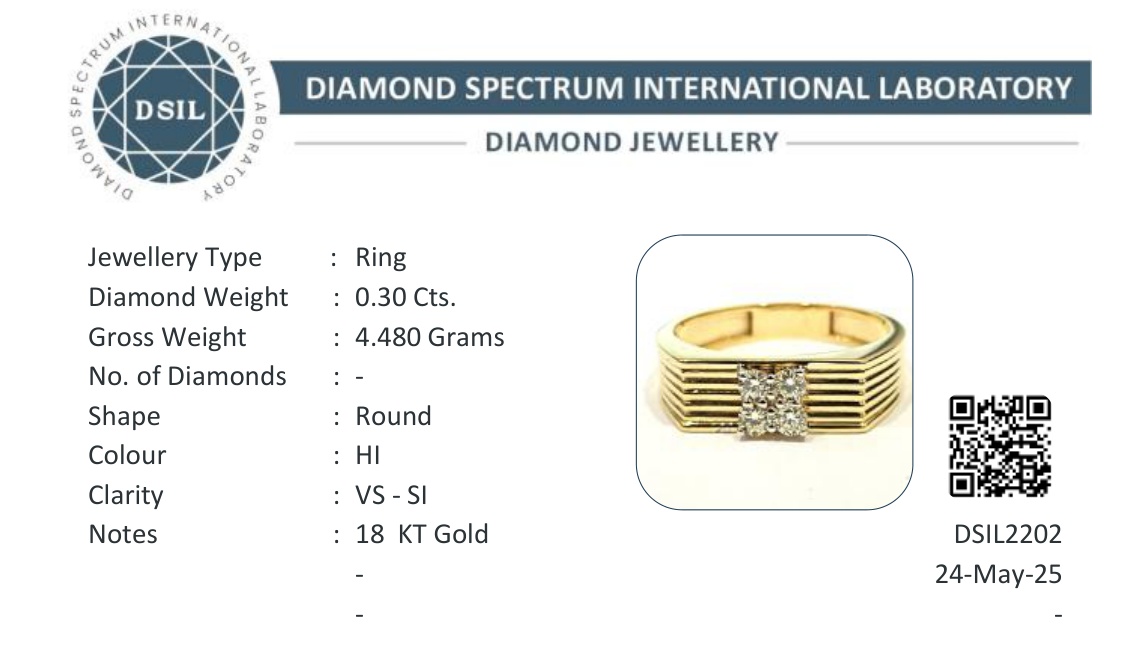 DIAMOND SPECTRUM INTERNATIONAL LABORATORY
DSIL
DIAMOND SPECTRUM INTERNATIONAL LABORATORY
DIAMOND JEWELLERY
Jewellery Type : Ring
Diamond Weight : 0.30 Cts.
Gross Weight : 4.480 Grams
No. of Diamonds : -
Shape : Round
Colour : HI
Clarity : VS - SI
Notes : 18 KT Gold
-
-
DSIL2202
24-May-25
-